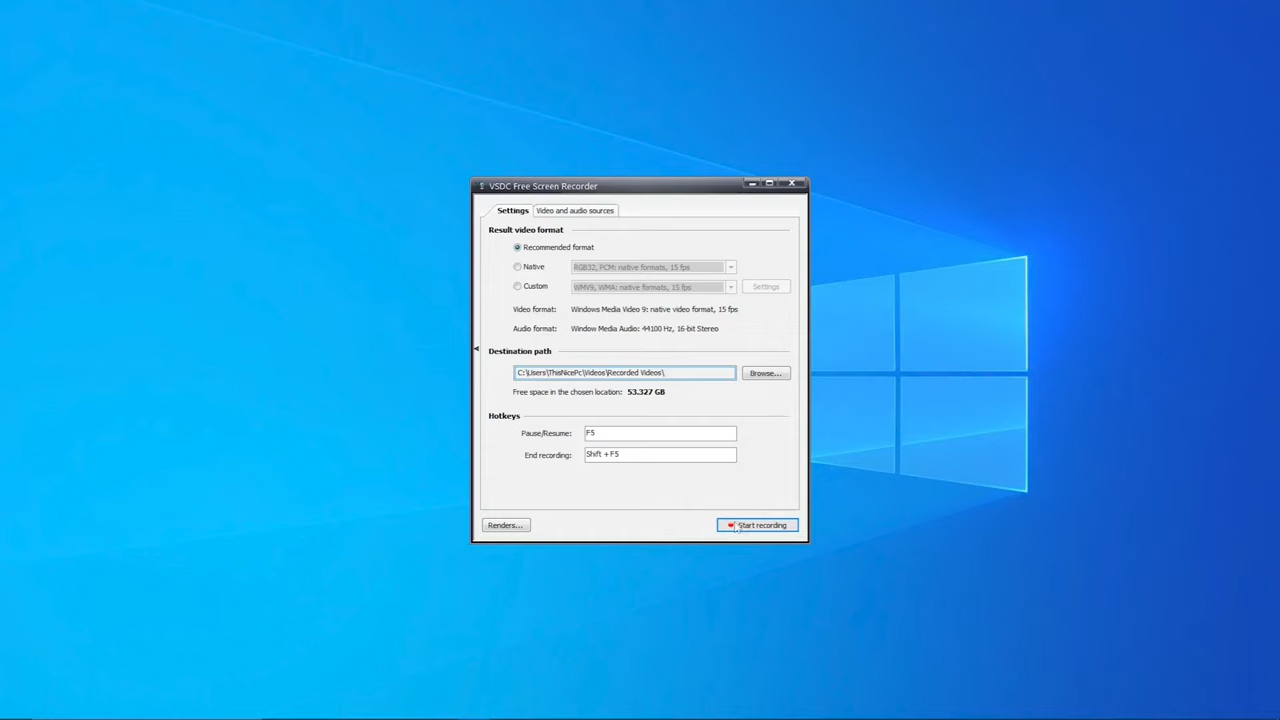 VSDC Free Screen Recorder
Settings Video and audio sources
Result video format
Recommended format
Native RGB32, PCM: native formats, 15 fps
Custom WMV9, WMA: native formats, 15 fps Settings
Video format: Windows Media Video 9: native video format, 15 fps
Audio format: Window Media Audio: 44100 Hz, 16-bit Stereo
Destination path
C:\Users\ThisNicePc\Videos\Recorded Videos\ Browse...
Free space in the chosen location: 53.327 GB
Hotkeys
Pause/Resume: F5
End recording: Shift + F5
Renders... Start recording